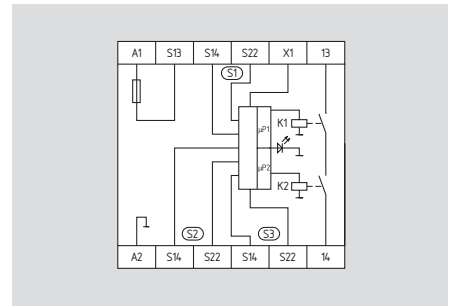 A1 S13 S14 S22 X1 13
S1
K1
µP1
µP2
K2
S2 S3
A2 S14 S22 S14 S22 14